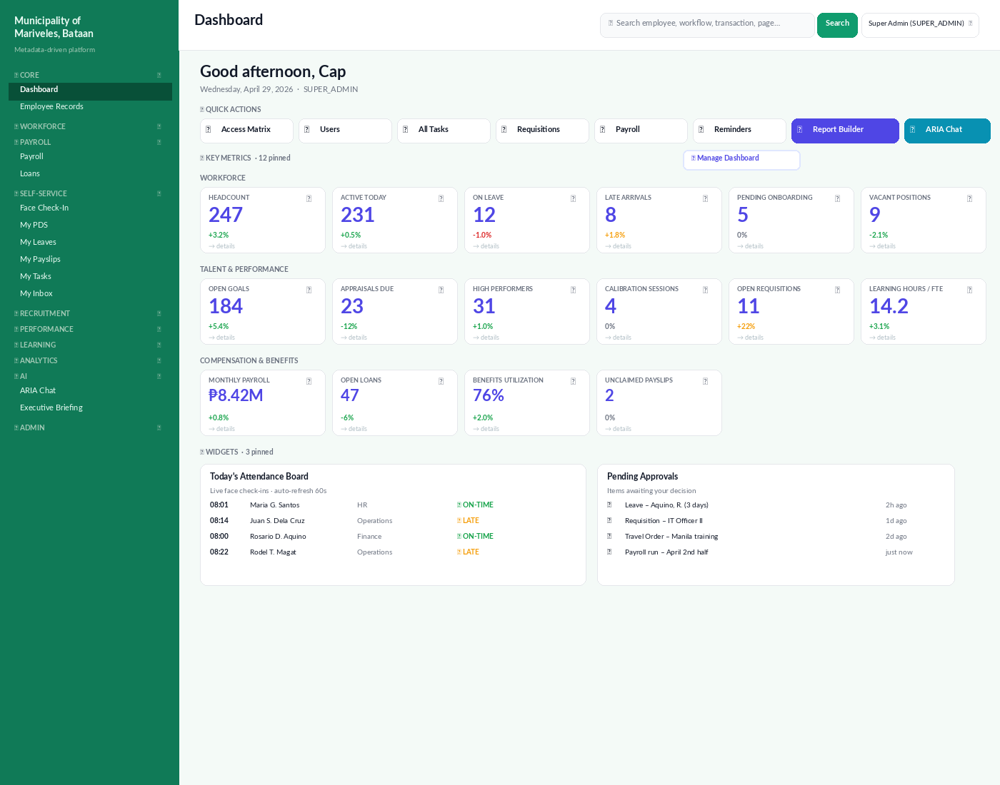 Municipality of
Mariveles, Bataan
Metadata-driven platform
CORE
Dashboard
Employee Records
WORKFORCE
PAYROLL
Payroll
Loans
SELF-SERVICE
Face Check-In
My PDS
My Leaves
My Payslips
My Tasks
My Inbox
RECRUITMENT
PERFORMANCE
LEARNING
ANALYTICS
AI
ARIA Chat
Executive Briefing
ADMIN
Dashboard
Search employee, workflow, transaction, page...
Search
Super Admin (SUPER_ADMIN)
Good afternoon, Cap
Wednesday, April 29, 2026 · SUPER_ADMIN
QUICK ACTIONS
Access Matrix
Users
All Tasks
Requisitions
Payroll
Reminders
Report Builder
ARIA Chat
KEY METRICS · 12 pinned
Manage Dashboard
WORKFORCE
HEADCOUNT
247
+3.2%
→ details
ACTIVE TODAY
231
+0.5%
→ details
ON LEAVE
12
-1.0%
→ details
LATE ARRIVALS
8
+1.8%
→ details
PENDING ONBOARDING
5
0%
→ details
VACANT POSITIONS
9
-2.1%
→ details
TALENT & PERFORMANCE
OPEN GOALS
184
+5.4%
→ details
APPRAISALS DUE
23
-12%
→ details
HIGH PERFORMERS
31
+1.0%
→ details
CALIBRATION SESSIONS
4
0%
→ details
OPEN REQUISITIONS
11
+22%
→ details
LEARNING HOURS / FTE
14.2
+3.1%
→ details
COMPENSATION & BENEFITS
MONTHLY PAYROLL
₱8.42M
+0.8%
→ details
OPEN LOANS
47
-6%
→ details
BENEFITS UTILIZATION
76%
+2.0%
→ details
UNCLAIMED PAYSLIPS
2
0%
→ details
WIDGETS · 3 pinned
Today's Attendance Board
Live face check-ins · auto-refresh 60s
08:01 Maria G. Santos HR ON-TIME
08:14 Juan S. Dela Cruz Operations LATE
08:00 Rosario D. Aquino Finance ON-TIME
08:22 Rodel T. Magat Operations LATE
Pending Approvals
Items awaiting your decision
Leave – Aquino, R. (3 days) 2h ago
Requisition – IT Officer II 1d ago
Travel Order – Manila training 2d ago
Payroll run – April 2nd half just now